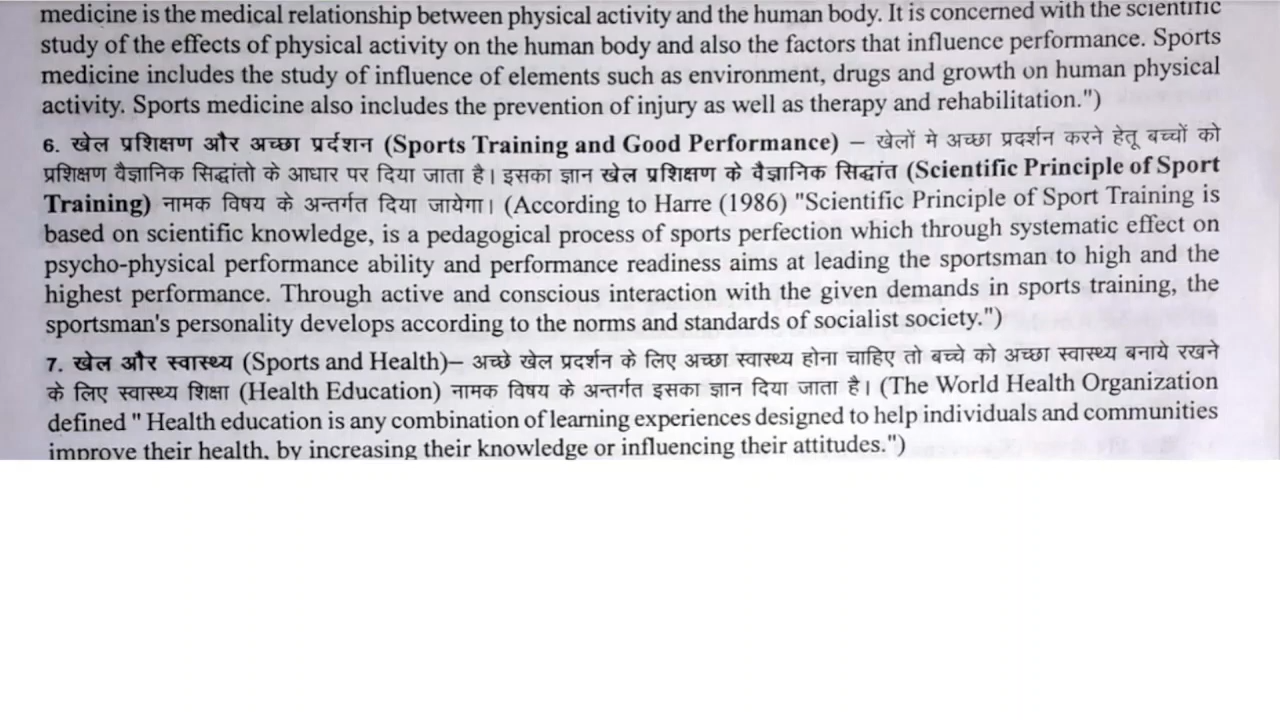 medicine is the medical relationship between physical activity and the human body. It is concerned with the scientific
study of the effects of physical activity on the human body and also the factors that influence performance. Sports
medicine includes the study of influence of elements such as environment, drugs and growth on human physical
activity. Sports medicine also includes the prevention of injury as well as therapy and rehabilitation.")
6. खेल प्रशिक्षण और अच्छा प्रर्दशन (Sports Training and Good Performance) – खेलों मे अच्छा प्रदर्शन करने हेतू बच्चों को
प्रशिक्षण वैज्ञानिक सिद्धांतो के आधार पर दिया जाता है। इसका ज्ञान खेल प्रशिक्षण के वैज्ञानिक सिद्धांत (Scientific Principle of Sport
Training) नामक विषय के अन्तर्गत दिया जायेगा। (According to Harre (1986) "Scientific Principle of Sport Training is
based on scientific knowledge, is a pedagogical process of sports perfection which through systematic effect on
psycho-physical performance ability and performance readiness aims at leading the sportsman to high and the
highest performance. Through active and conscious interaction with the given demands in sports training, the
sportsman's personality develops according to the norms and standards of socialist society.")
7. खेल और स्वास्थ्य (Sports and Health)– अच्छे खेल प्रदर्शन के लिए अच्छा स्वास्थ्य होना चाहिए तो बच्चे को अच्छा स्वास्थ्य बनाये रखने
के लिए स्वास्थ्य शिक्षा (Health Education) नामक विषय के अन्तर्गत इसका ज्ञान दिया जाता है। (The World Health Organization
defined " Health education is any combination of learning experiences designed to help individuals and communities
improve their health, by increasing their knowledge or influencing their attitudes.")